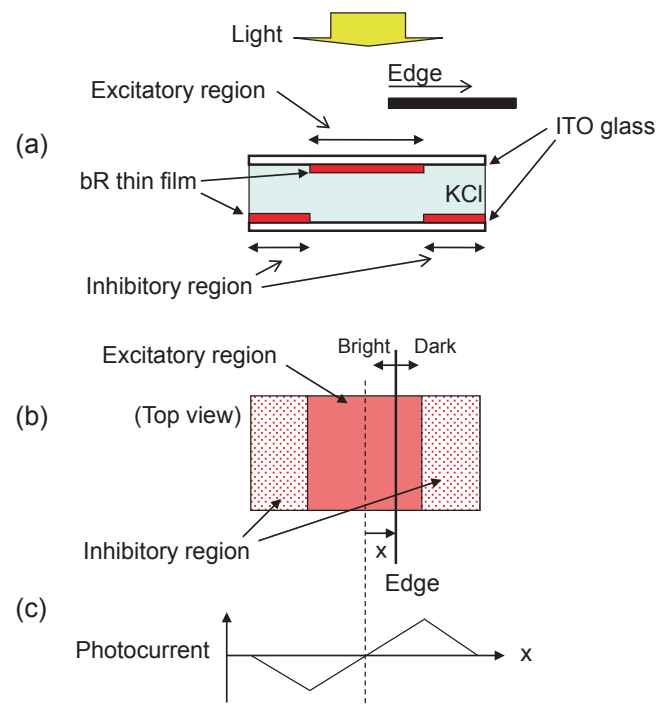 Light
Edge
Excitatory region
ITO glass
(a)
bR thin film
KCl
Inhibitory region
Excitatory region
Bright
Dark
(b)
(Top view)
Inhibitory region
x
Edge
(c)
Photocurrent
x